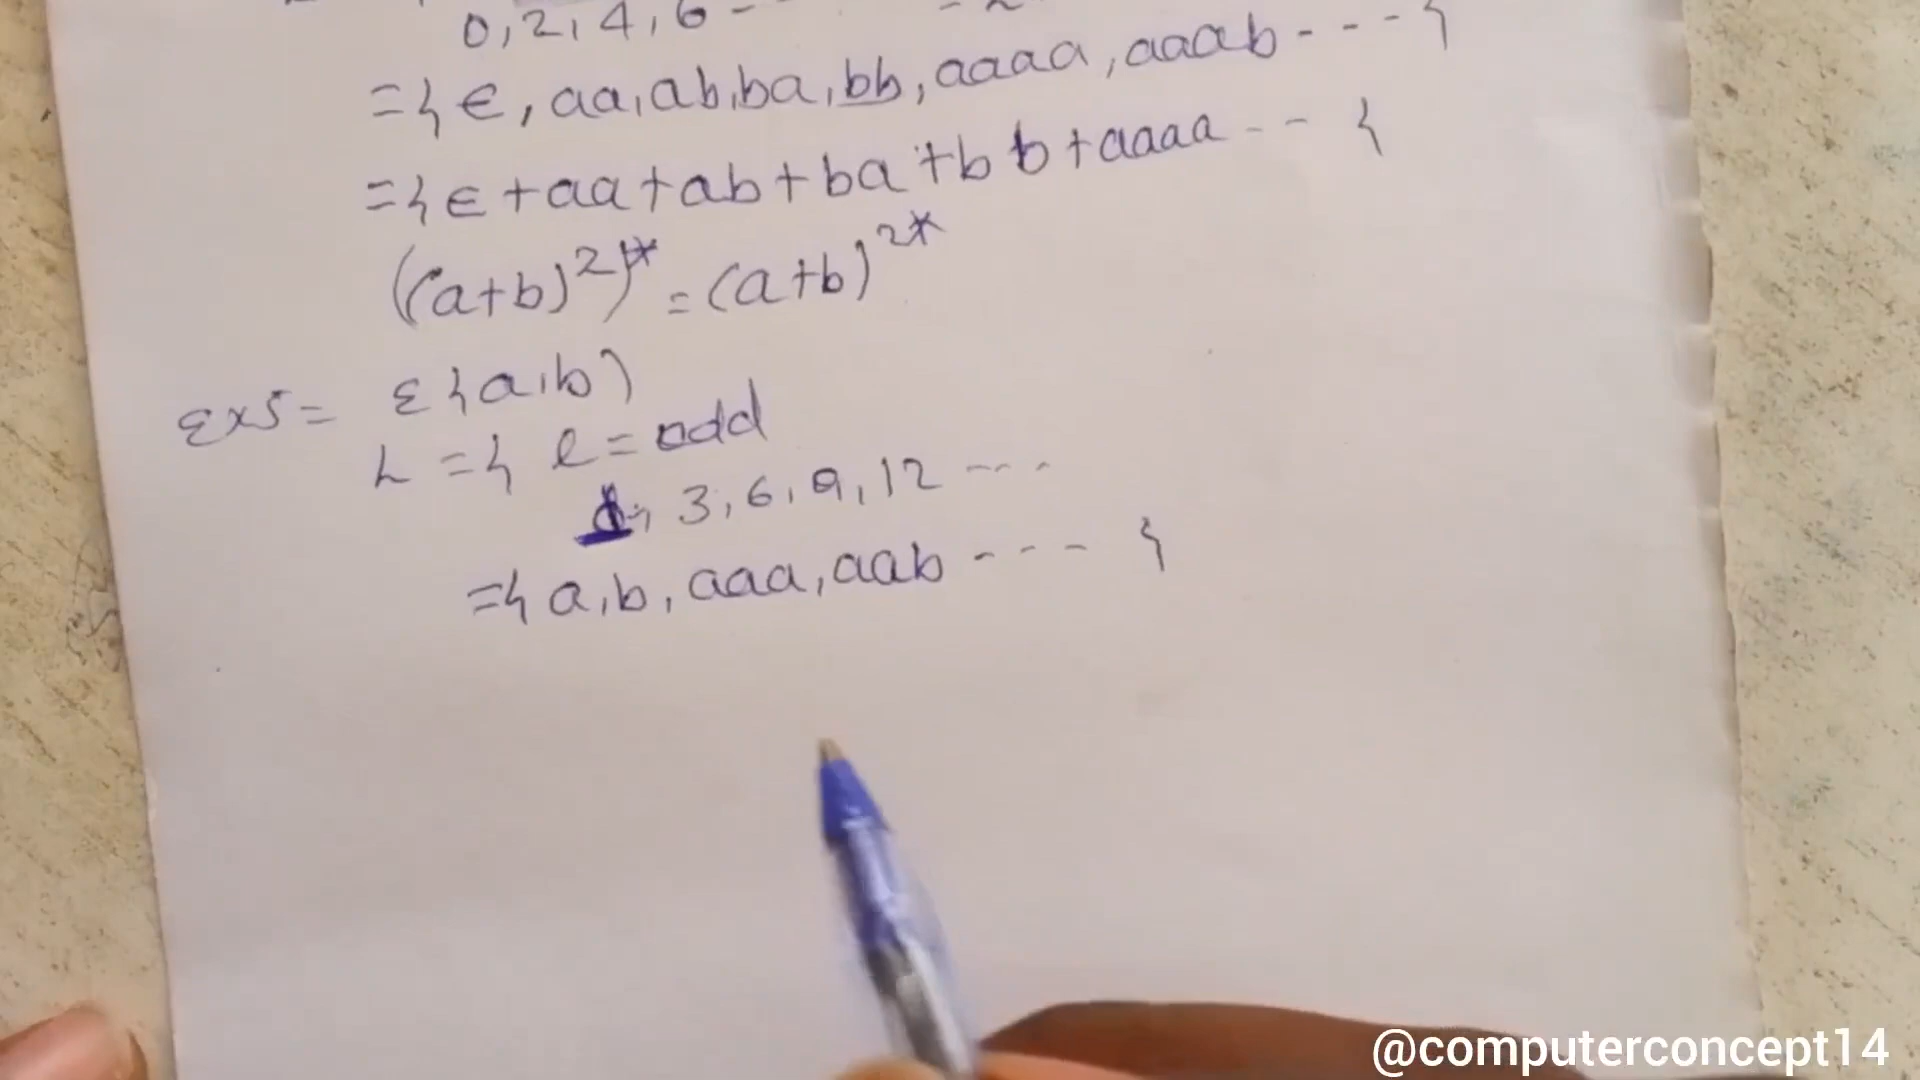 0,2,4,6 - - -
={ ϵ, aa, ab, ba, bb, aaaa, aaab - - - }
={ ϵ + aa + ab + ba + bb + aaaa - - }
((a+b)²)* = (a+b)²*
Ex5= Σ{a,b}
L = { l = odd
1, 3, 6, 9, 12 - - -
={ a, b, aaa, aab - - - - }
@computerconcept14